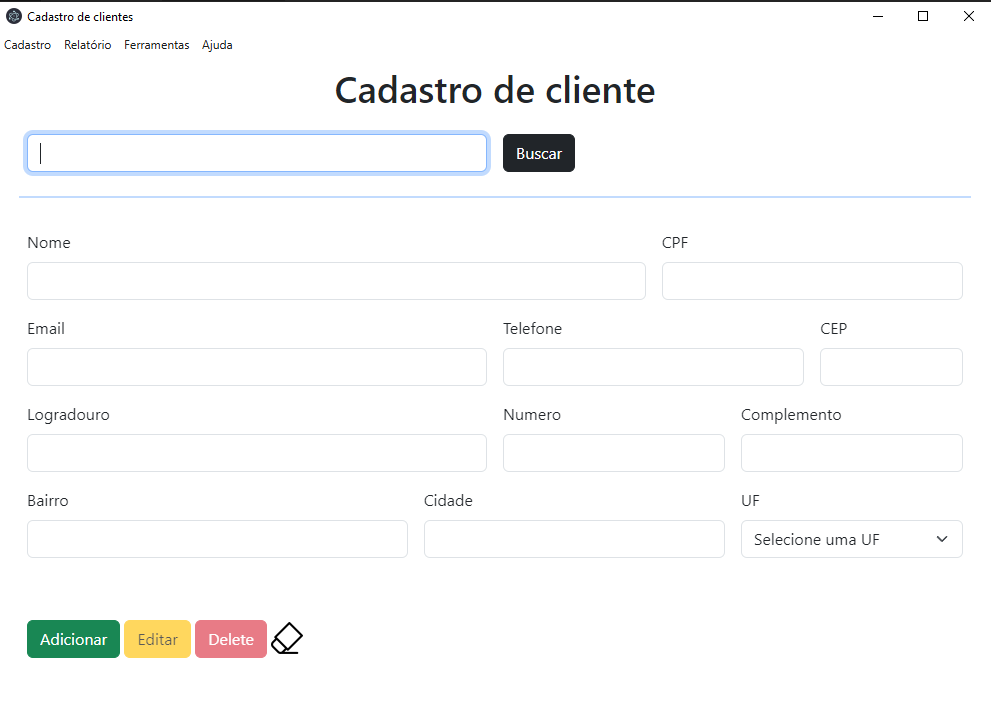 Cadastro de clientes
Cadastro Relatório Ferramentas Ajuda
Cadastro de cliente
Buscar
Nome CPF
Email Telefone CEP
Logradouro Numero Complemento
Bairro Cidade UF
Selecione uma UF
Adicionar Editar Delete